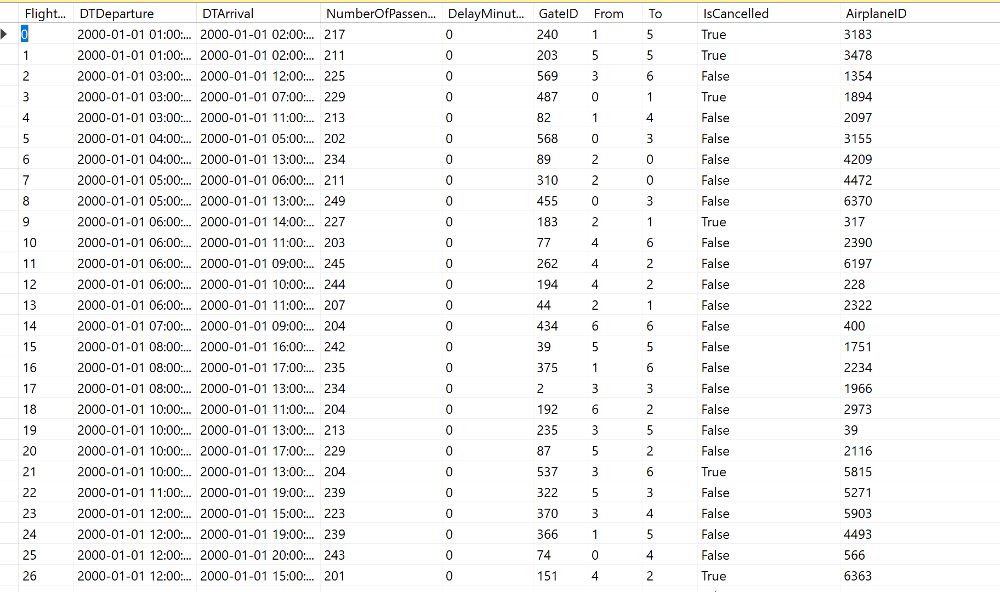 Flight... DTDeparture DTArrival NumberOfPassen... DelayMinut... GateID From To IsCancelled AirplaneID
0 2000-01-01 01:00:... 2000-01-01 02:00:... 217 0 240 1 5 True 3183
1 2000-01-01 01:00:... 2000-01-01 02:00:... 211 0 203 5 5 True 3478
2 2000-01-01 03:00:... 2000-01-01 12:00:... 225 0 569 3 6 False 1354
3 2000-01-01 03:00:... 2000-01-01 07:00:... 229 0 487 0 1 True 1894
4 2000-01-01 03:00:... 2000-01-01 11:00:... 213 0 82 1 4 False 2097
5 2000-01-01 04:00:... 2000-01-01 05:00:... 202 0 568 0 3 False 3155
6 2000-01-01 04:00:... 2000-01-01 13:00:... 234 0 89 2 0 False 4209
7 2000-01-01 05:00:... 2000-01-01 06:00:... 211 0 310 2 0 False 4472
8 2000-01-01 05:00:... 2000-01-01 13:00:... 249 0 455 0 3 False 6370
9 2000-01-01 06:00:... 2000-01-01 14:00:... 227 0 183 2 1 True 317
10 2000-01-01 06:00:... 2000-01-01 11:00:... 203 0 77 4 6 False 2390
11 2000-01-01 06:00:... 2000-01-01 09:00:... 245 0 262 4 2 False 6197
12 2000-01-01 06:00:... 2000-01-01 10:00:... 244 0 194 4 2 False 228
13 2000-01-01 06:00:... 2000-01-01 11:00:... 207 0 44 2 1 False 2322
14 2000-01-01 07:00:... 2000-01-01 09:00:... 204 0 434 6 6 False 400
15 2000-01-01 08:00:... 2000-01-01 16:00:... 242 0 39 5 5 False 1751
16 2000-01-01 08:00:... 2000-01-01 17:00:... 235 0 375 1 6 False 2234
17 2000-01-01 08:00:... 2000-01-01 13:00:... 234 0 2 3 3 False 1966
18 2000-01-01 10:00:... 2000-01-01 11:00:... 204 0 192 6 2 False 2973
19 2000-01-01 10:00:... 2000-01-01 13:00:... 213 0 235 3 5 False 39
20 2000-01-01 10:00:... 2000-01-01 17:00:... 229 0 87 5 2 False 2116
21 2000-01-01 10:00:... 2000-01-01 13:00:... 204 0 537 3 6 True 5815
22 2000-01-01 11:00:... 2000-01-01 19:00:... 239 0 322 5 3 False 5271
23 2000-01-01 12:00:... 2000-01-01 15:00:... 223 0 370 3 4 False 5903
24 2000-01-01 12:00:... 2000-01-01 19:00:... 239 0 366 1 5 False 4493
25 2000-01-01 12:00:... 2000-01-01 20:00:... 243 0 74 0 4 False 566
26 2000-01-01 12:00:... 2000-01-01 15:00:... 201 0 151 4 2 True 6363